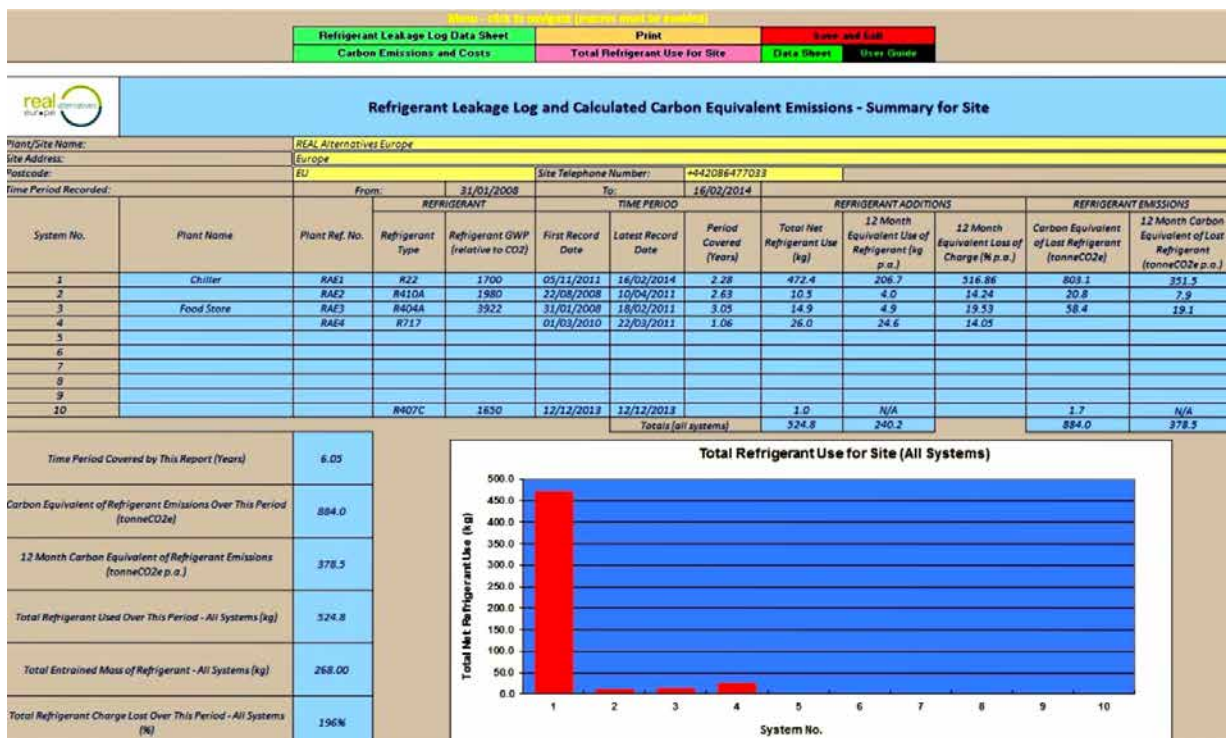 Menu - click to navigate (macros must be enabled)
Refrigerant Leakage Log Data Sheet Print Save and Exit
Carbon Emissions and Costs Total Refrigerant Use for Site Data Sheet User Guide
real alternatives europe
Refrigerant Leakage Log and Calculated Carbon Equivalent Emissions - Summary for Site
Plant/Site Name: REAL Alternatives Europe
Site Address: Europe
Postcode: EU Site Telephone Number: +442086477033
Time Period Recorded: From: 31/01/2008 To: 16/02/2014
REFRIGERANT TIME PERIOD REFRIGERANT ADDITIONS REFRIGERANT EMISSIONS
System No. Plant Name Plant Ref. No. Refrigerant Type Refrigerant GWP (relative to CO2) First Record Date Latest Record Date Period Covered (Years) Total Net Refrigerant Use (kg) 12 Month Equivalent Use of Refrigerant (kg p.a.) 12 Month Equivalent Loss of Charge (% p.a.) Carbon Equivalent of Lost Refrigerant (tonneCO2e) 12 Month Carbon Equivalent of Lost Refrigerant (tonneCO2e p.a.)
1 Chiller RAE1 R22 1700 05/11/2011 16/02/2014 2.28 472.4 206.7 516.86 803.1 351.5
2 RAE2 R410A 1980 22/08/2008 10/04/2011 2.63 10.5 4.0 14.24 20.8 7.9
3 Food Store RAE3 R404A 3922 31/01/2008 18/02/2011 3.05 14.9 4.9 19.53 58.4 19.1
4 RAE4 R717 01/03/2010 22/03/2011 1.06 26.0 24.6 14.05
5
6
7
8
9
10 R407C 1650 12/12/2013 12/12/2013 1.0 N/A 1.7 N/A
Totals (all systems) 524.8 240.2 884.0 378.5
Time Period Covered by This Report (Years) 6.05
Carbon Equivalent of Refrigerant Emissions Over This Period (tonneCO2e) 884.0
12 Month Carbon Equivalent of Refrigerant Emissions (tonneCO2e p.a.) 378.5
Total Refrigerant Used Over This Period - All Systems (kg) 524.8
Total Entrained Mass of Refrigerant - All Systems (kg) 268.00
Total Refrigerant Charge Lost Over This Period - All Systems (%) 196%
Total Refrigerant Use for Site (All Systems)
Total Net Refrigerant Use (kg)
500.0
450.0
400.0
350.0
300.0
250.0
200.0
150.0
100.0
50.0
0.0
1 2 3 4 5 6 7 8 9 10
System No.